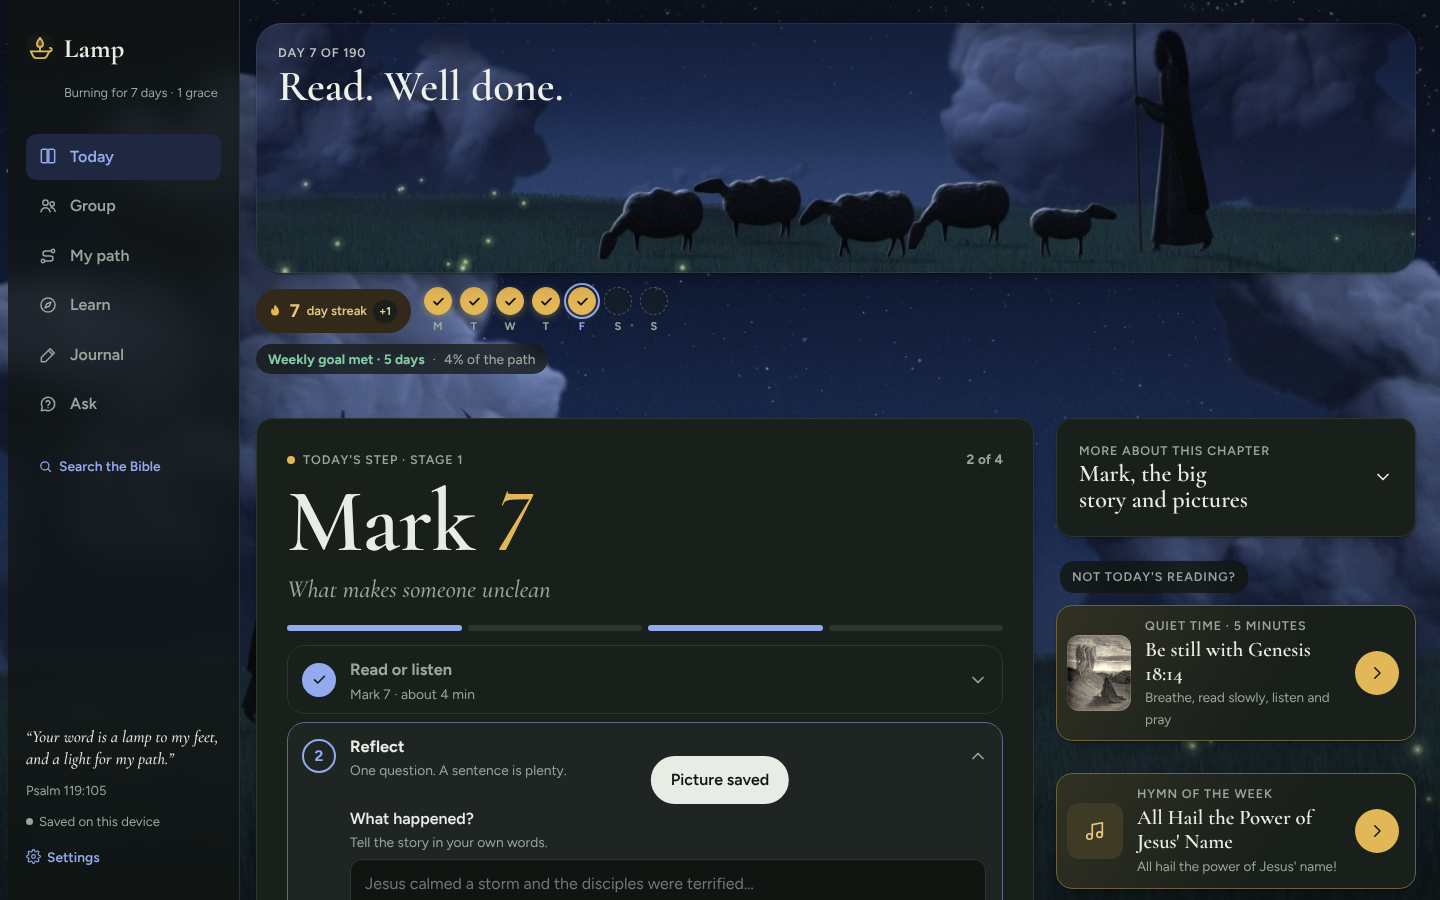 Lamp
Burning for 7 days · 1 grace
Today
Group
My path
Learn
Journal
Ask
Search the Bible
“Your word is a lamp to my feet,
and a light for my path.”
Psalm 119:105
Saved on this device
Settings
DAY 7 OF 190
Read. Well done.
7 day streak +1
M T W T F S S
Weekly goal met · 5 days · 4% of the path
TODAY'S STEP · STAGE 1
2 of 4
Mark 7
What makes someone unclean
Read or listen
Mark 7 · about 4 min
2
Reflect
One question. A sentence is plenty.
Picture saved
What happened?
Tell the story in your own words.
Jesus calmed a storm and the disciples were terrified...
MORE ABOUT THIS CHAPTER
Mark, the big
story and pictures
NOT TODAY'S READING?
QUIET TIME · 5 MINUTES
Be still with Genesis
18:14
Breathe, read slowly, listen and
pray
HYMN OF THE WEEK
All Hail the Power of
Jesus' Name
All hail the power of Jesus' name!